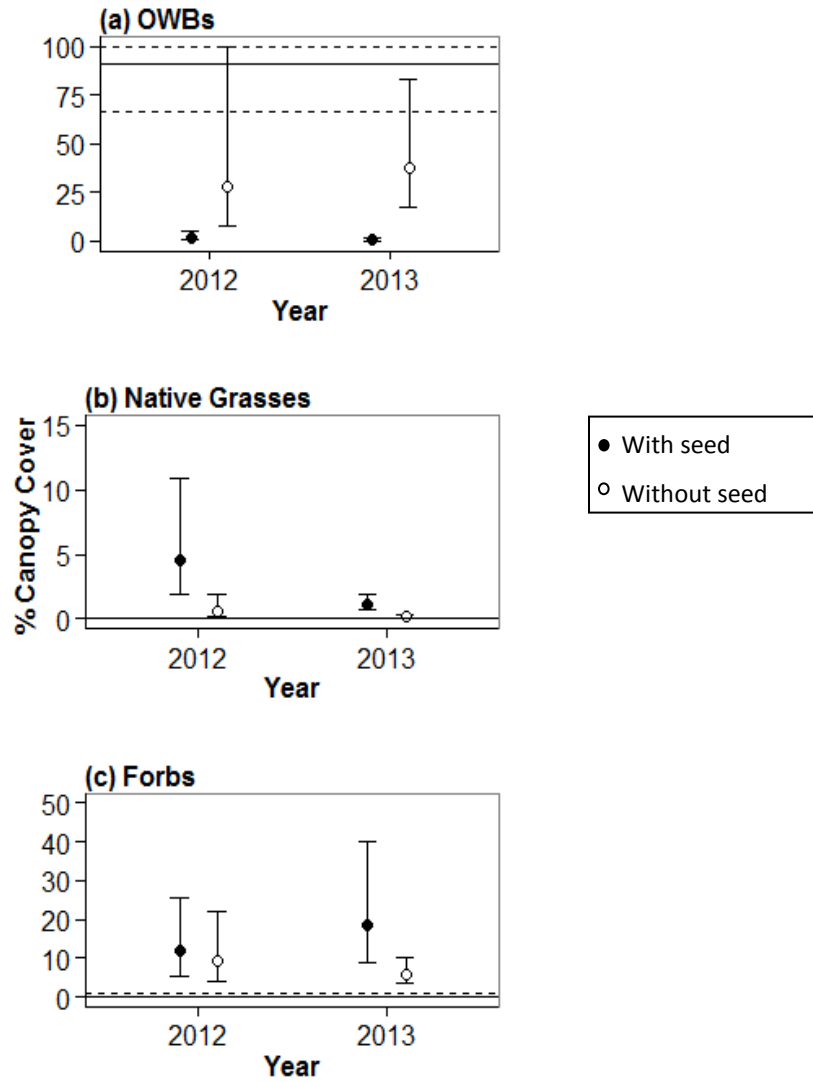 (a) OWBs
100
75
50
25
0
2012 2013
Year
(b) Native Grasses
% Canopy Cover
15
10
5
0
2012 2013
Year
With seed
Without seed
(c) Forbs
50
40
30
20
10
0
2012 2013
Year